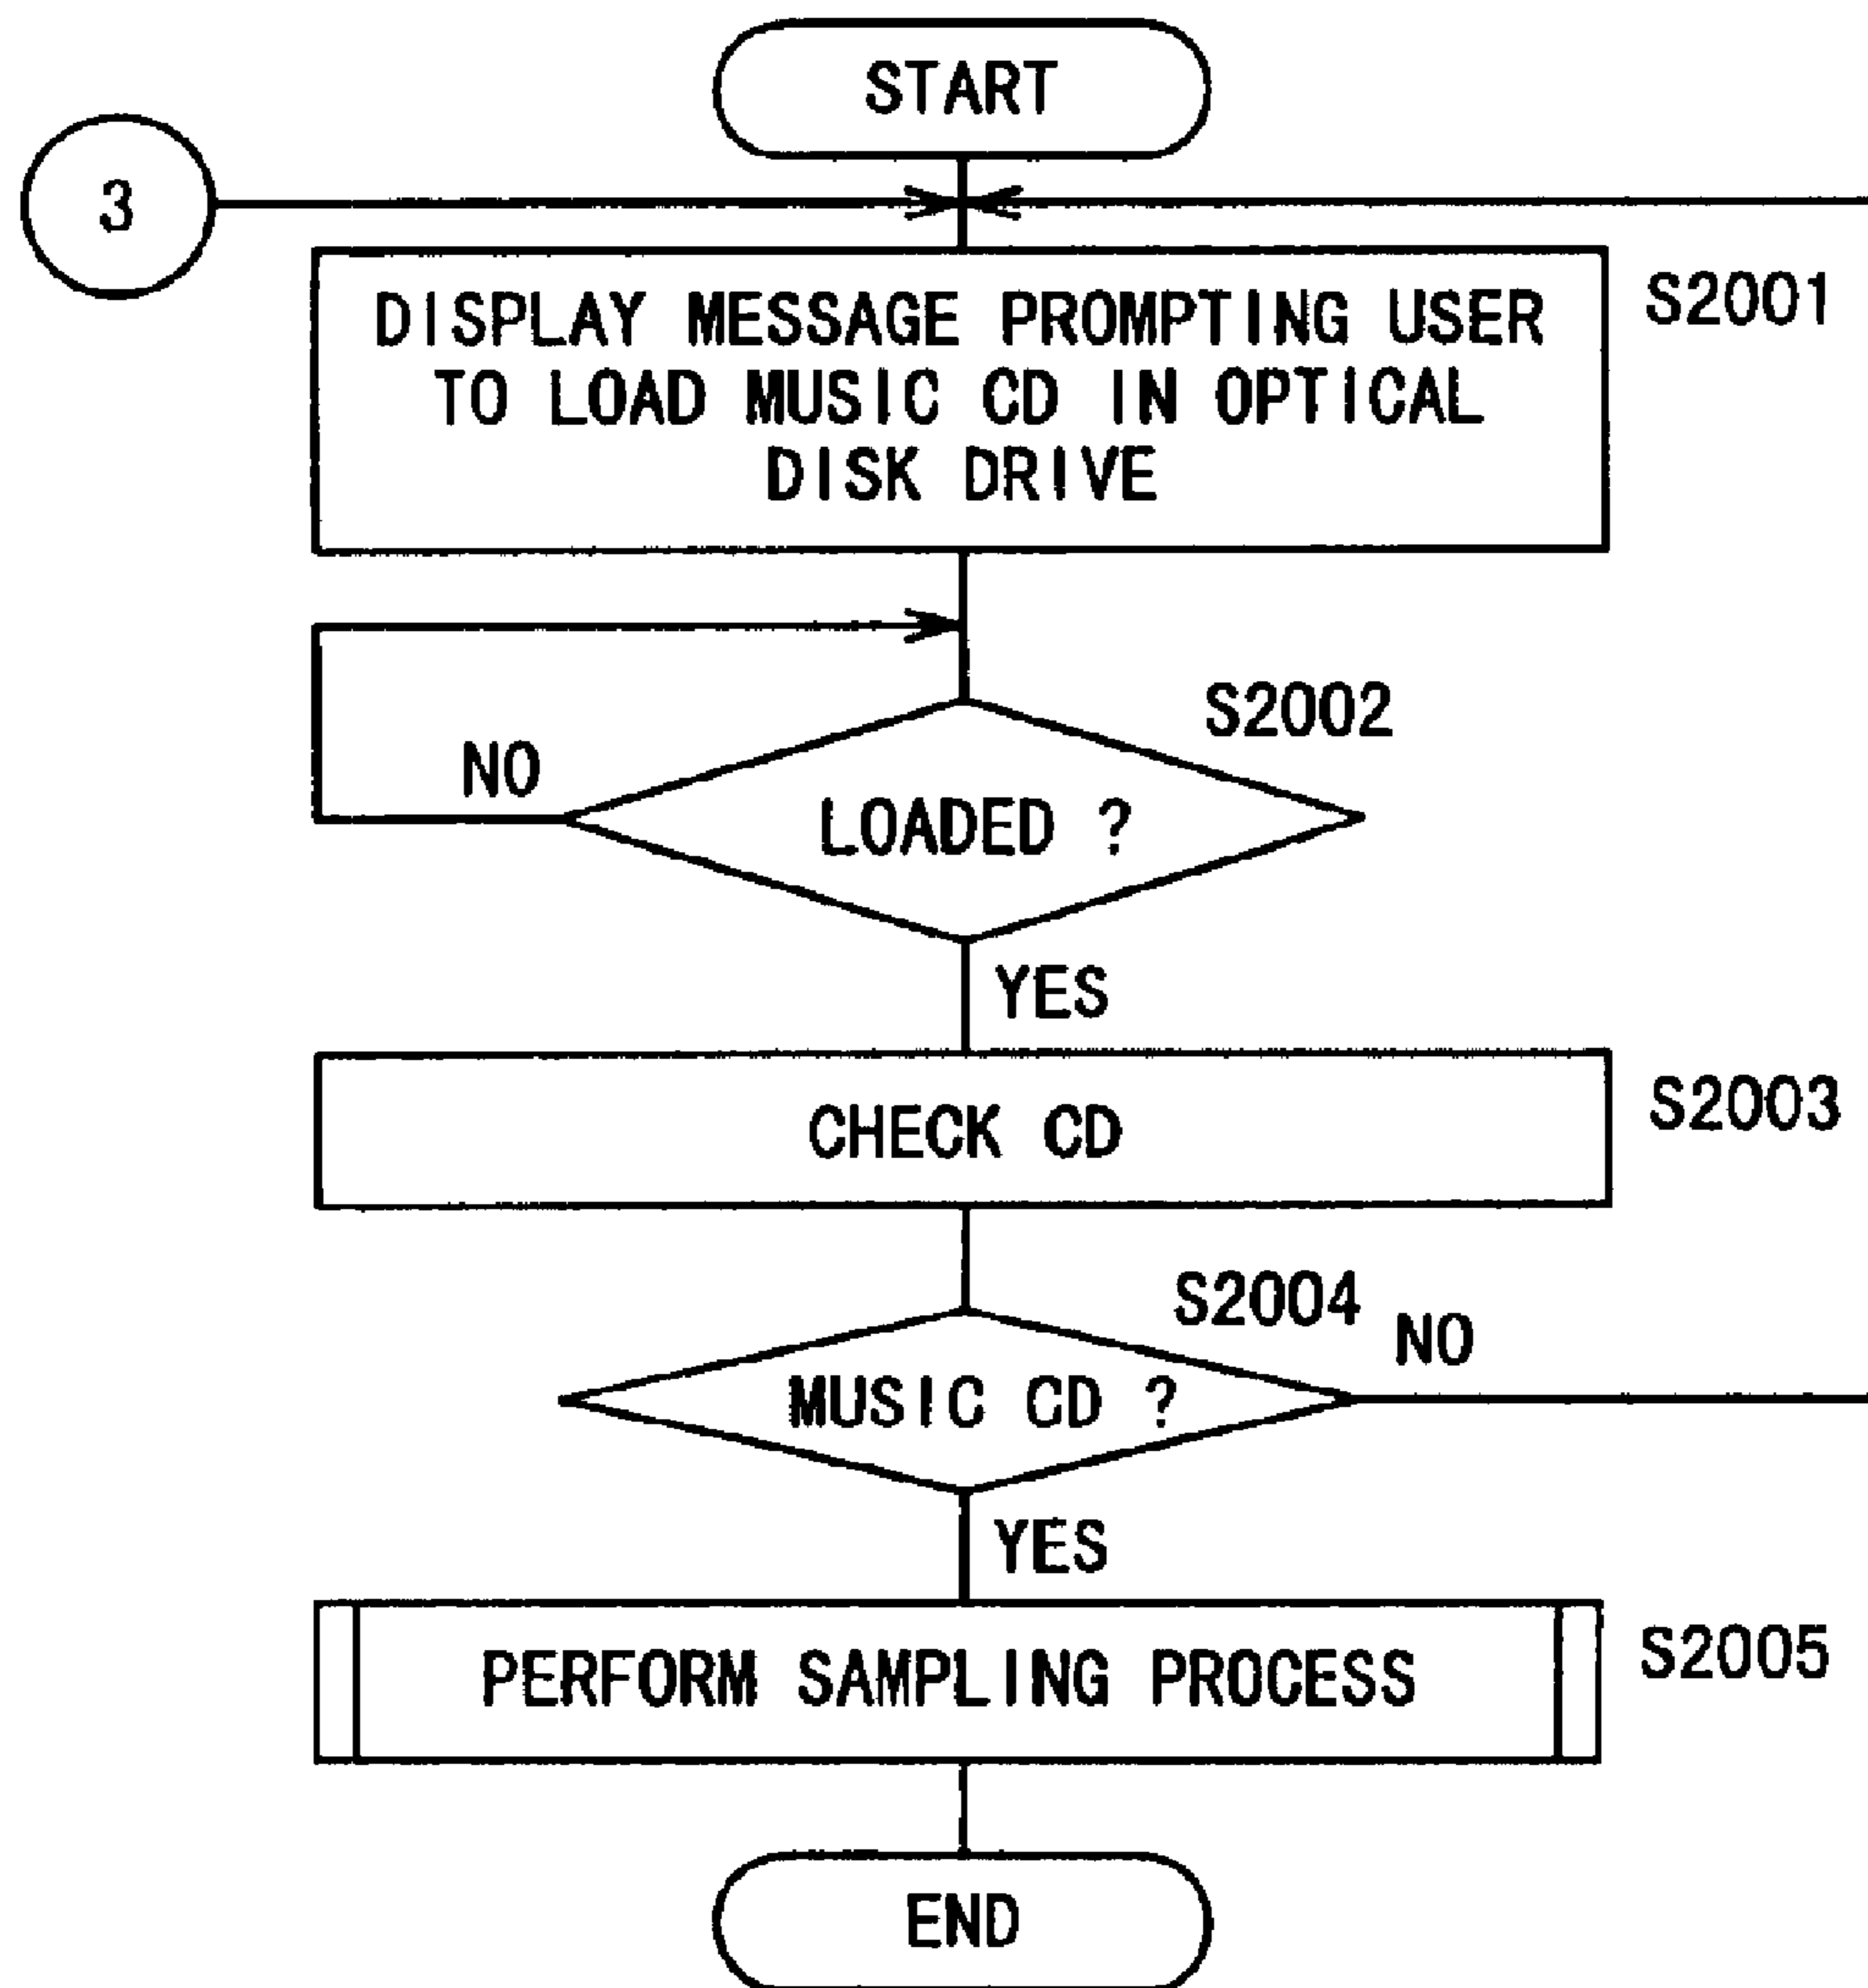 START
3
DISPLAY MESSAGE PROMPTING USER
TO LOAD MUSIC CD IN OPTICAL
DISK DRIVE
S2001
S2002
NO
LOADED ?
YES
CHECK CD
S2003
S2004
NO
MUSIC CD ?
YES
PERFORM SAMPLING PROCESS
S2005
END